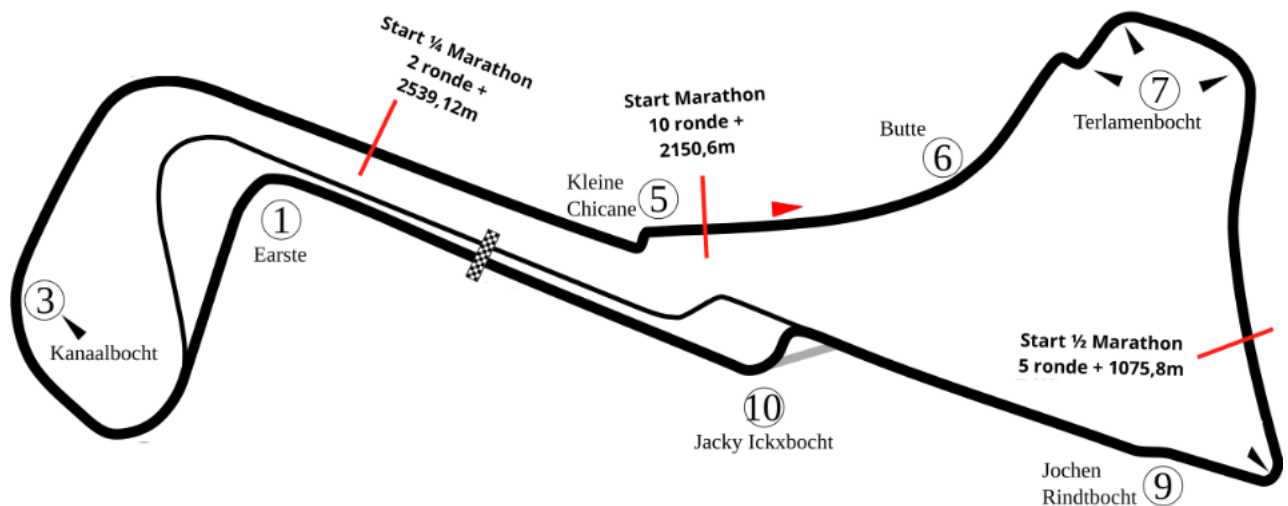 Start ¼ Marathon
2 ronde +
2539,12m
Start Marathon
10 ronde +
2150,6m
Butte
6
7
Terlamenbocht
Kleine
Chicane
5
1
Earste
3
Kanaalbocht
Start ½ Marathon
5 ronde + 1075,8m
10
Jacky Ickxbocht
Jochen
Rindtbocht
9